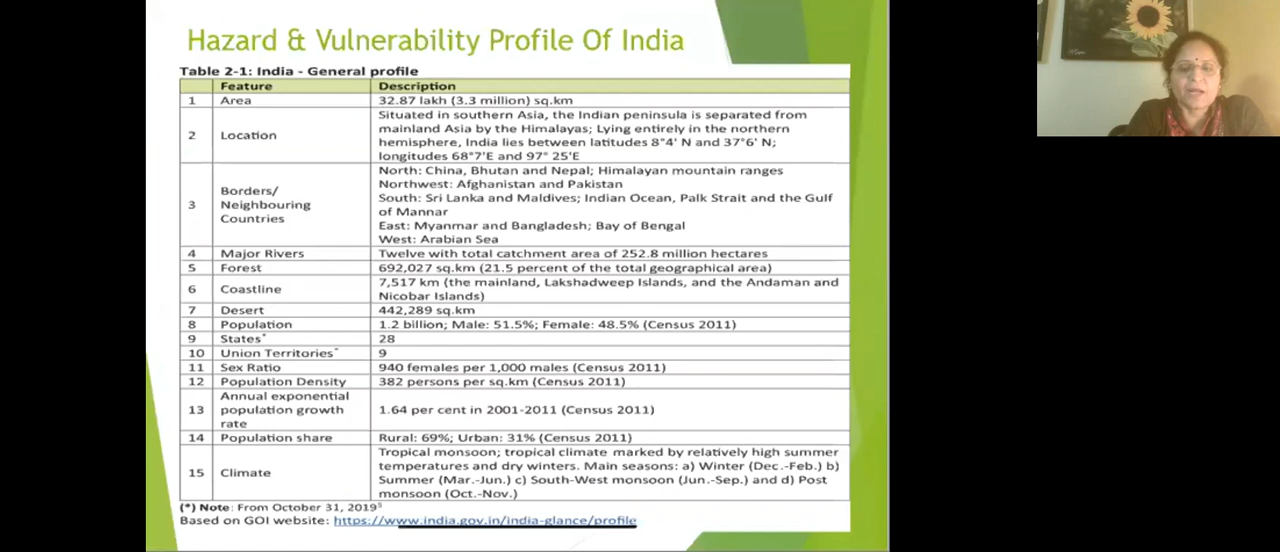 Hazard & Vulnerability Profile Of India
Table 2-1: India - General profile
Feature Description
1 Area 32.87 lakh (3.3 million) sq.km
2 Location Situated in southern Asia, the Indian peninsula is separated from
mainland Asia by the Himalayas; Lying entirely in the northern
hemisphere, India lies between latitudes 8°4' N and 37°6' N;
longitudes 68°7'E and 97° 25'E
3 Borders/ Neighbouring Countries North: China, Bhutan and Nepal; Himalayan mountain ranges
Northwest: Afghanistan and Pakistan
South: Sri Lanka and Maldives; Indian Ocean, Palk Strait and the Gulf
of Mannar
East: Myanmar and Bangladesh; Bay of Bengal
West: Arabian Sea
4 Major Rivers Twelve with total catchment area of 252.8 million hectares
5 Forest 692,027 sq.km (21.5 percent of the total geographical area)
6 Coastline 7,517 km (the mainland, Lakshadweep Islands, and the Andaman and
Nicobar Islands)
7 Desert 442,289 sq.km
8 Population 1.2 billion; Male: 51.5%; Female: 48.5% (Census 2011)
9 States* 28
10 Union Territories* 9
11 Sex Ratio 940 females per 1,000 males (Census 2011)
12 Population Density 382 persons per sq.km (Census 2011)
13 Annual exponential population growth rate 1.64 per cent in 2001-2011 (Census 2011)
14 Population share Rural: 69%; Urban: 31% (Census 2011)
15 Climate Tropical monsoon; tropical climate marked by relatively high summer
temperatures and dry winters. Main seasons: a) Winter (Dec.-Feb.) b)
Summer (Mar.-Jun.) c) South-West monsoon (Jun.-Sep.) and d) Post
monsoon (Oct.-Nov.)
(*) Note: From October 31, 2019⁵
Based on GOI website: https://www.india.gov.in/india-glance/profile